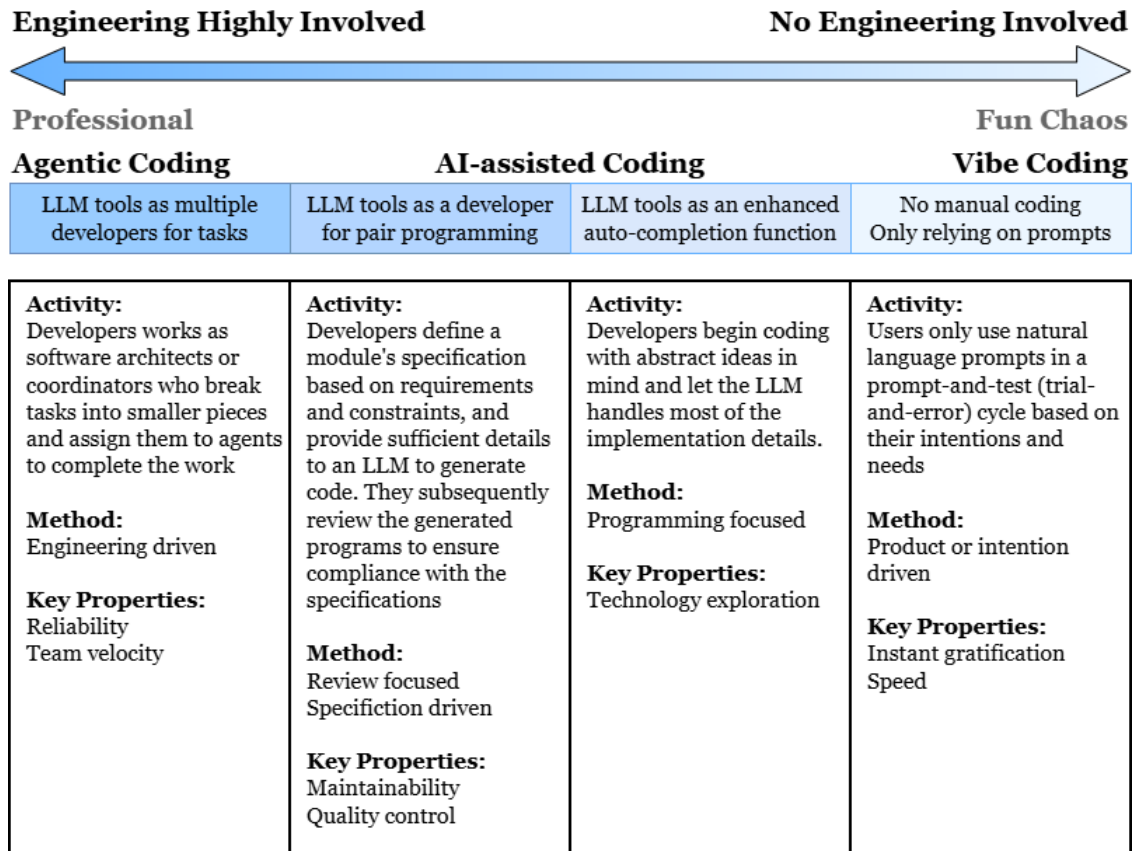 Engineering Highly Involved
No Engineering Involved
Professional
Fun Chaos
Agentic Coding
AI-assisted Coding
Vibe Coding
LLM tools as multiple
developers for tasks
LLM tools as a developer
for pair programming
LLM tools as an enhanced
auto-completion function
No manual coding
Only relying on prompts
Activity:
Developers works as
software architects or
coordinators who break
tasks into smaller pieces
and assign them to agents
to complete the work
Method:
Engineering driven
Key Properties:
Reliability
Team velocity
Activity:
Developers define a
module's specification
based on requirements
and constraints, and
provide sufficient details
to an LLM to generate
code. They subsequently
review the generated
programs to ensure
compliance with the
specifications
Method:
Review focused
Specifiction driven
Key Properties:
Maintainability
Quality control
Activity:
Developers begin coding
with abstract ideas in
mind and let the LLM
handles most of the
implementation details.
Method:
Programming focused
Key Properties:
Technology exploration
Activity:
Users only use natural
language prompts in a
prompt-and-test (trial-
and-error) cycle based on
their intentions and
needs
Method:
Product or intention
driven
Key Properties:
Instant gratification
Speed